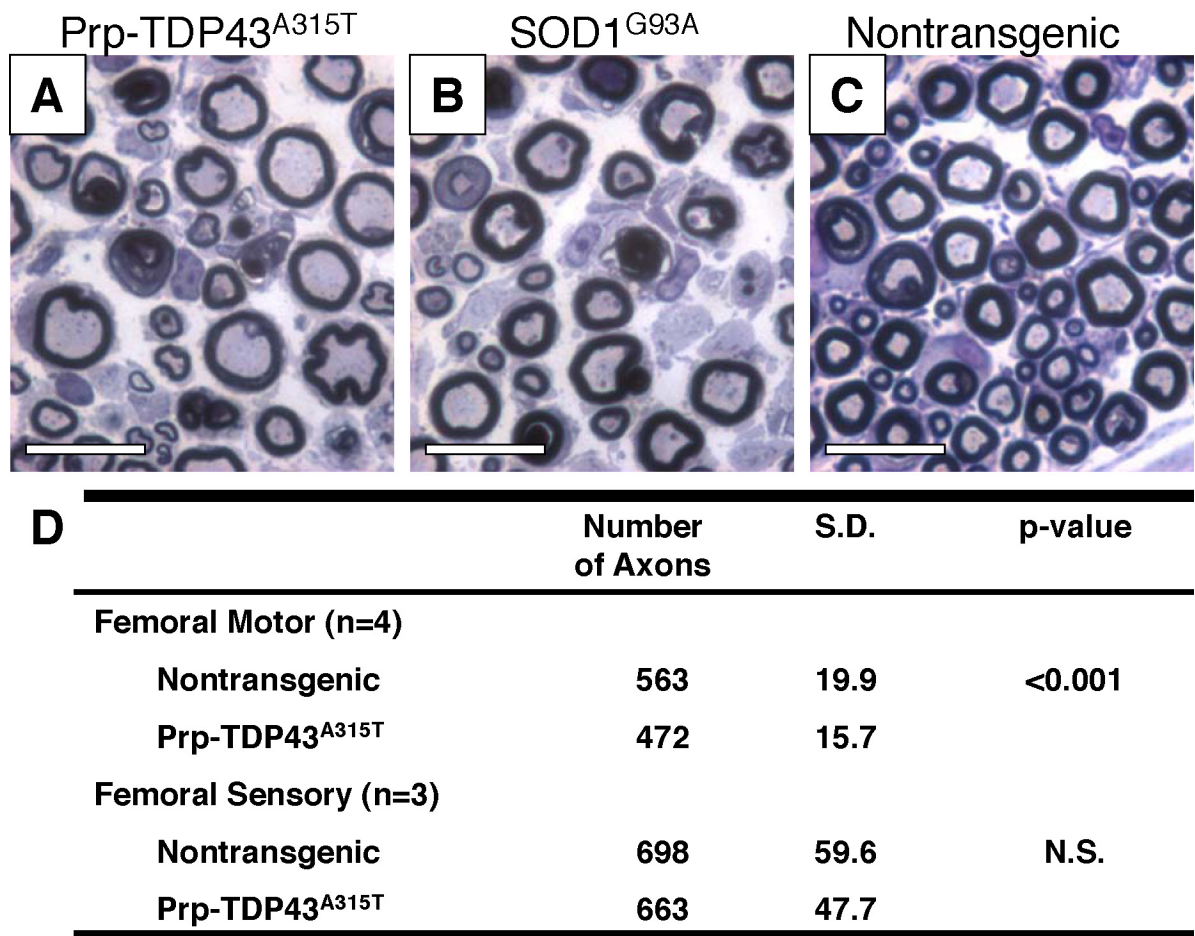 Prp-TDP43A315T SOD1G93A Nontransgenic
A B C
D Number of Axons S.D. p-value
Femoral Motor (n=4)
Nontransgenic 563 19.9 <0.001
Prp-TDP43A315T 472 15.7
Femoral Sensory (n=3)
Nontransgenic 698 59.6 N.S.
Prp-TDP43A315T 663 47.7